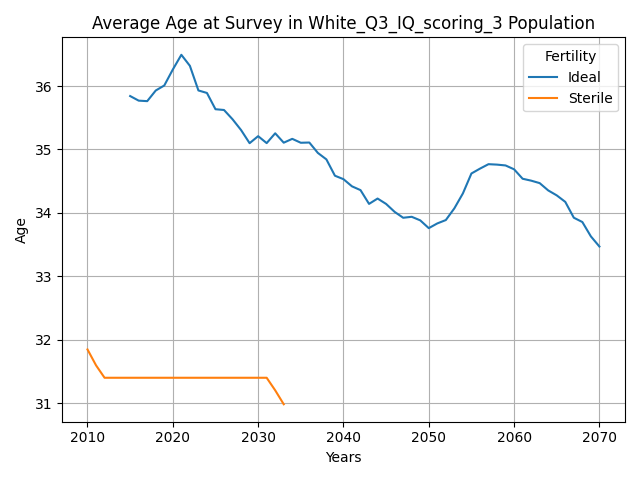 Average Age at Survey in White_Q3_IQ_scoring_3 Population
Fertility
Ideal
Sterile
Age
36
35
34
33
32
31
2010 2020 2030 2040 2050 2060 2070
Years